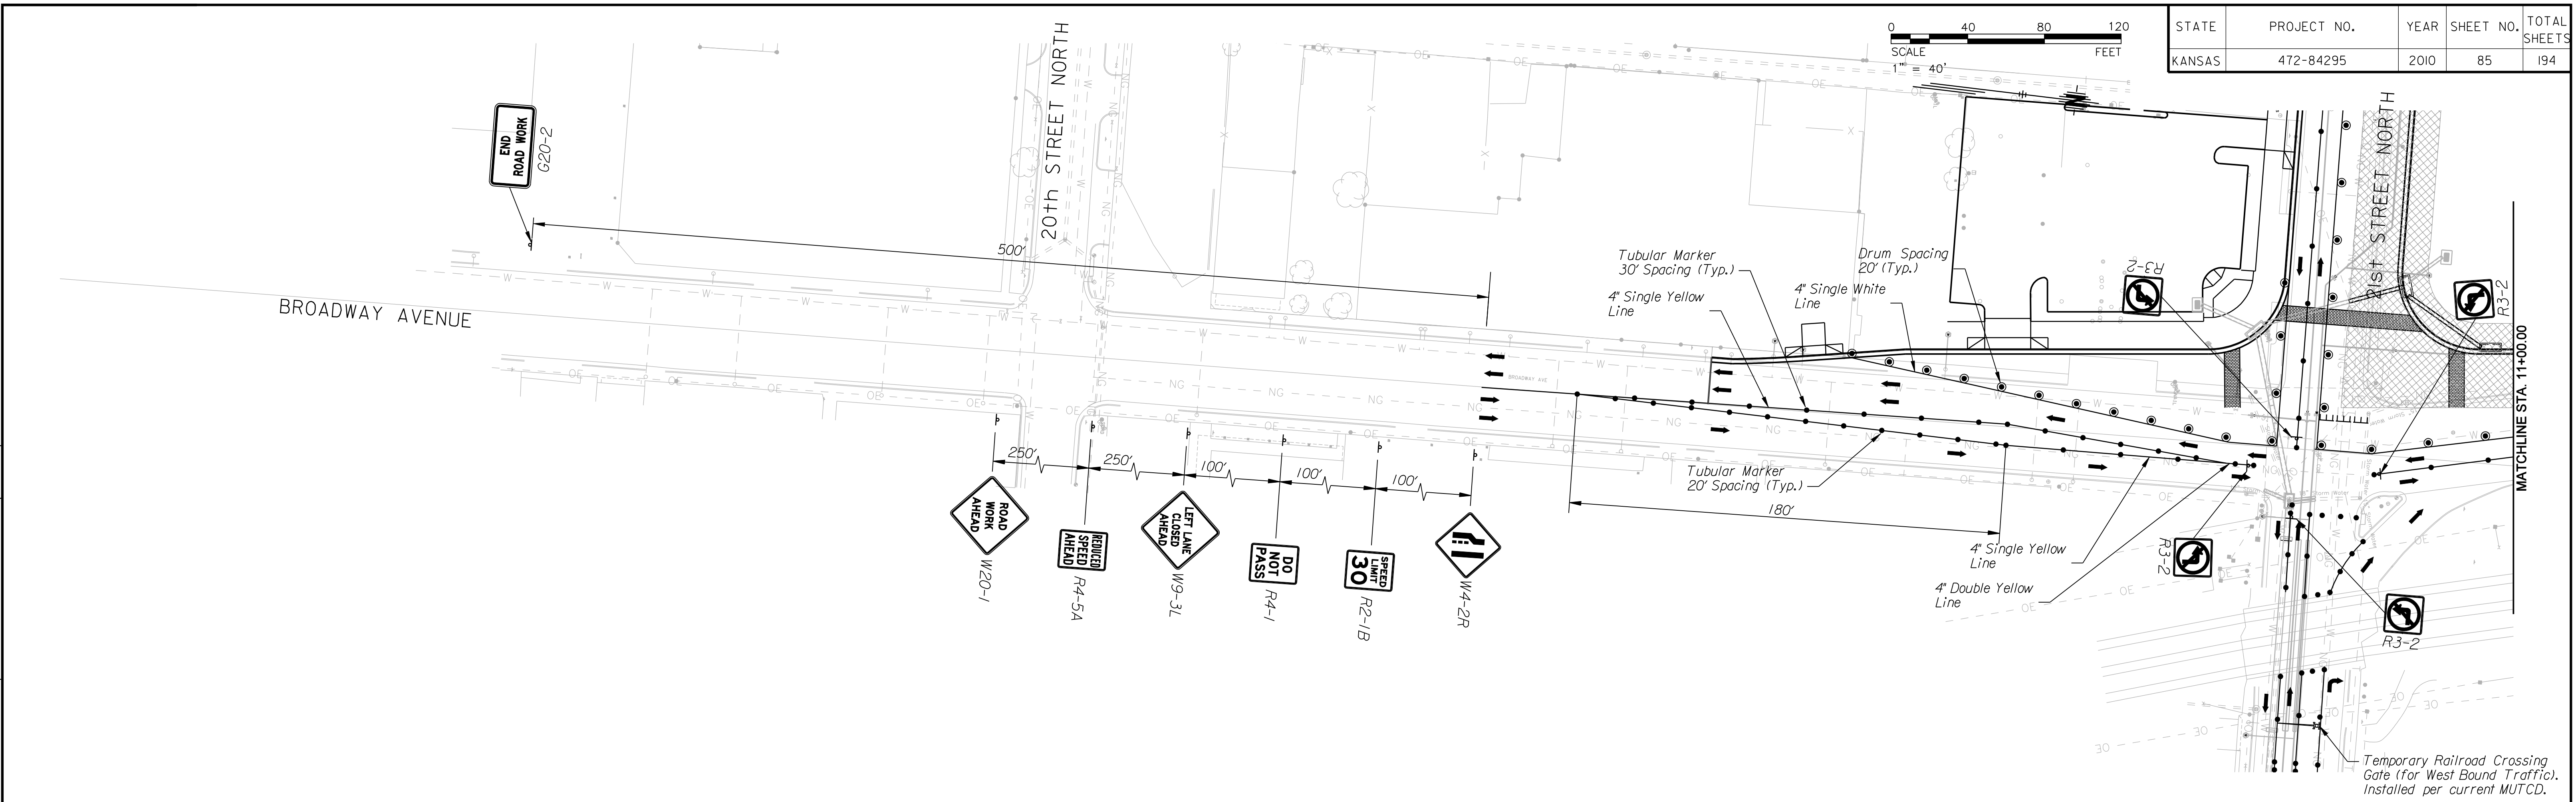 STATE PROJECT NO. YEAR SHEET NO. TOTAL SHEETS
KANSAS 472-84295 2010 85 194
0 40 80 120
SCALE FEET
1" = 40'
20th STREET NORTH
21st STREET NORTH
BROADWAY AVENUE
END
ROAD WORK
G20-2
500'
Tubular Marker
30' Spacing (Typ.)
4" Single Yellow
Line
Drum Spacing
20' (Typ.)
4" Single White
Line
R3-2
R3-2
MATCHLINE STA. 11+00.00
BROADWAY AVE
250'
250'
100'
100'
100'
ROAD
WORK
AHEAD
W20-1
REDUCED
SPEED
AHEAD
R4-5A
LEFT LANE
CLOSED
AHEAD
W9-3L
DO
NOT
PASS
R4-1
SPEED
LIMIT
30
R2-1B
W4-2R
Tubular Marker
20' Spacing (Typ.)
180'
4" Single Yellow
Line
4" Double Yellow
Line
R3-2
R3-2
Temporary Railroad Crossing
Gate (for West Bound Traffic).
Installed per current MUTCD.